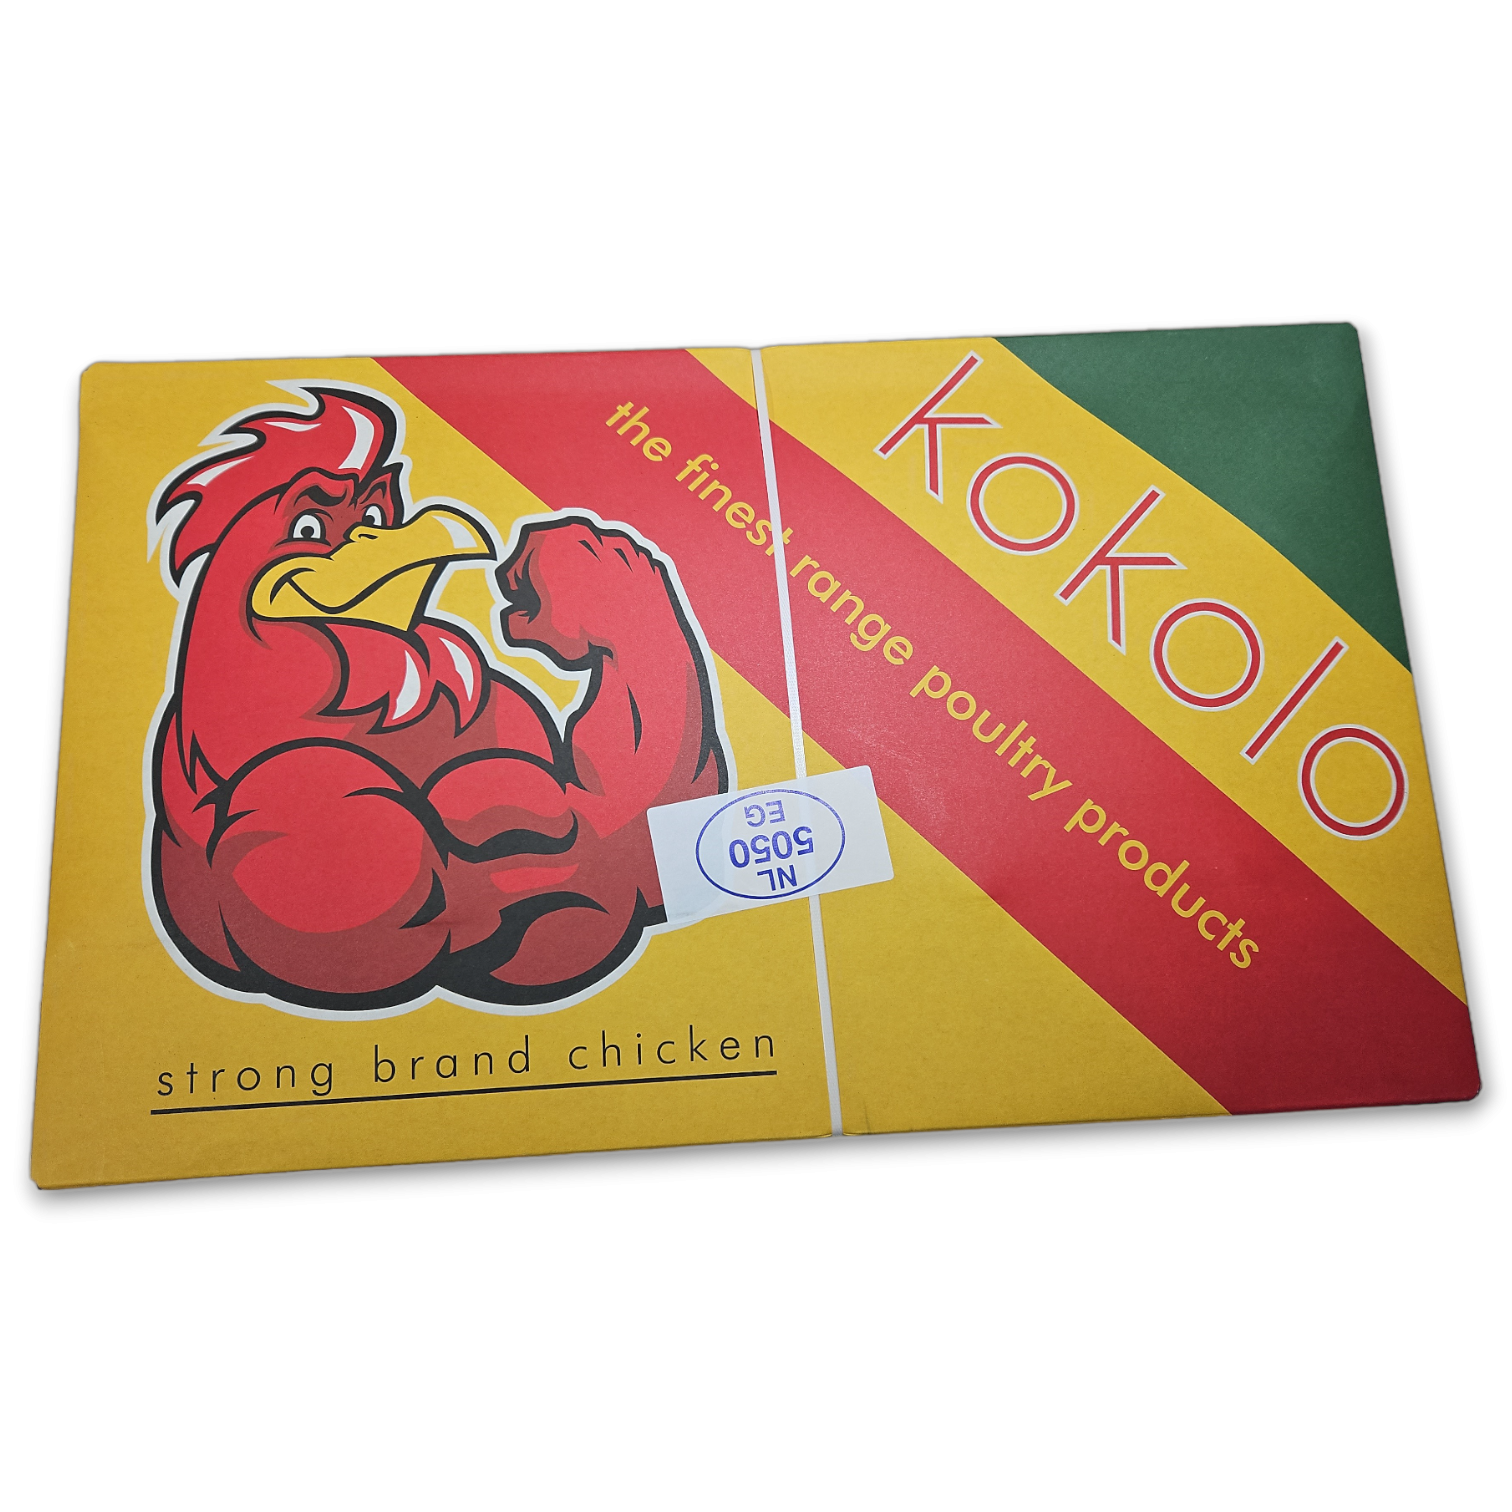 kokolo
the finest range poultry products
strong brand chicken
NL
5050
EG